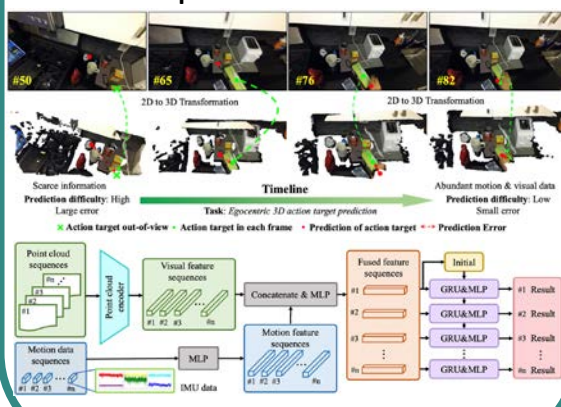 #50
#65
#76
#82
2D to 3D Transformation
2D to 3D Transformation
Scarce information
Prediction difficulty: High
Large error
Timeline
Task: Egocentric 3D action target prediction
Abundant motion & visual data
Prediction difficulty: Low
Small error
Action target out-of-view
Action target in each frame
Prediction of action target
Prediction Error
Point cloud
sequences
#n
#3
#2
#1
Point cloud
encoder
Visual feature
sequences
#1 #2 #3 #n
Concatenate & MLP
Motion data
sequences
#1 #2 #3 #n
IMU data
MLP
Motion feature
sequences
#1 #2 #3 #n
Fused feature
sequences
#1
#2
#3
#n
Initial
GRU&MLP
GRU&MLP
GRU&MLP
GRU&MLP
#1 Result
#2 Result
#3 Result
#n Result